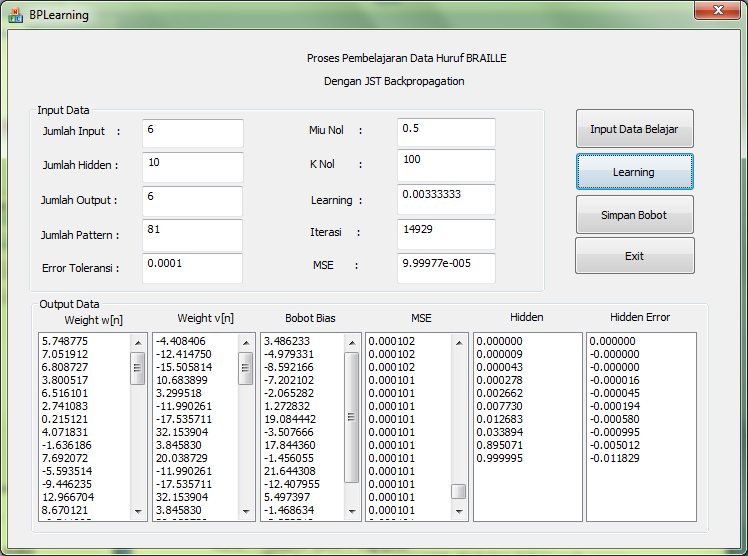 BPLearning
Proses Pembelajaran Data Huruf BRAILLE
Dengan JST Backpropagation
Input Data
Jumlah Input : 6
Jumlah Hidden : 10
Jumlah Output : 6
Jumlah Pattern : 81
Error Toleransi : 0.0001
Miu Nol : 0.5
K Nol : 100
Learning : 0.00333333
Iterasi : 14929
MSE : 9.99977e-005
Input Data Belajar
Learning
Simpan Bobot
Exit
Output Data
Weight w[n] Weight v[n] Bobot Bias MSE Hidden Hidden Error
5.748775 -4.408406 3.486233 0.000102 0.000000 0.000000
7.051912 -12.414750 -4.979331 0.000102 0.000009 -0.000000
6.808727 -15.505814 -8.592166 0.000102 0.000043 -0.000000
3.800517 10.683899 -7.202102 0.000101 0.000278 -0.000016
6.516101 3.299518 -2.065282 0.000101 0.002662 -0.000045
2.741083 -11.990261 1.272832 0.000101 0.007730 -0.000194
0.215121 -17.535711 19.084442 0.000101 0.012683 -0.000580
4.071831 32.153904 -3.507666 0.000101 0.033894 -0.000995
-1.636186 3.845830 17.844360 0.000101 0.895071 -0.005012
7.692072 20.038729 -1.456055 0.000101 0.999995 -0.011829
-5.593514 -11.990261 21.644308 0.000101
-9.446235 -17.535711 -12.407955 0.000101
12.966704 32.153904 5.497397 0.000101
8.670121 3.845830 -1.468634 0.000101